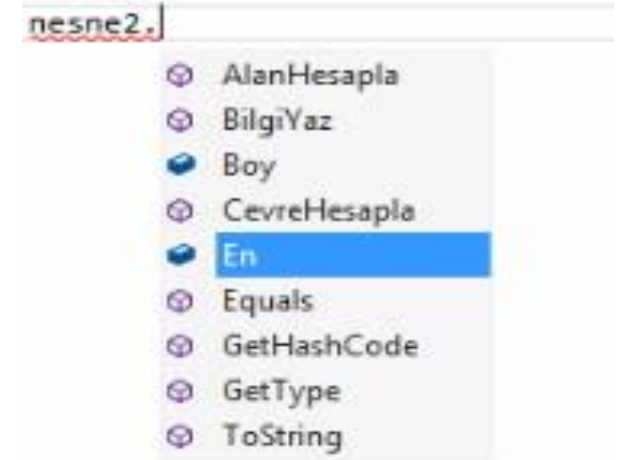 nesne2.
AlanHesapla
BilgiYaz
Boy
CevreHesapla
En
Equals
GetHashCode
GetType
ToString